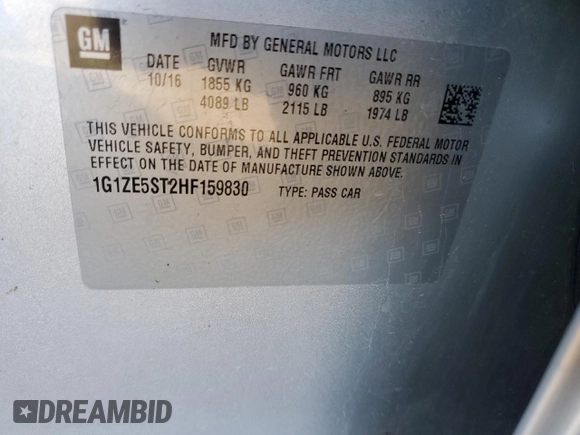 GM
MFD BY GENERAL MOTORS LLC
DATE GVWR GAWR FRT GAWR RR
10/16 1855 KG 960 KG 895 KG
4089 LB 2115 LB 1974 LB
THIS VEHICLE CONFORMS TO ALL APPLICABLE U.S. FEDERAL MOTOR
VEHICLE SAFETY, BUMPER, AND THEFT PREVENTION STANDARDS IN
EFFECT ON THE DATE OF MANUFACTURE SHOWN ABOVE.
1G1ZE5ST2HF159830 TYPE: PASS CAR
DREAMBID